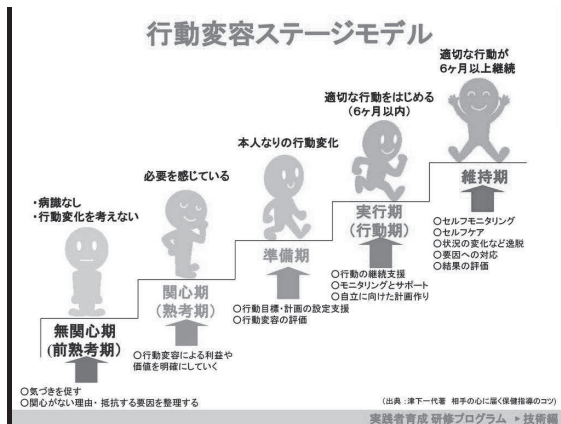 行動変容ステージモデル
・病識なし
・行動変化を考えない
無関心期
(前熟考期)
○気づきを促す
○関心がない理由・抵抗する要因を整理する
必要を感じている
関心期
(熟考期)
○行動変容による利益や
価値を明確にしていく
本人なりの行動変化
準備期
○行動目標・計画の設定支援
○行動変容の評価
適切な行動をはじめる
(6ヶ月以内)
実行期
(行動期)
○行動の継続支援
○モニタリングとサポート
○自立に向けた計画作り
適切な行動が
6ヶ月以上継続
維持期
○セルフモニタリング
○セルフケア
○状況の変化など逸脱
○要因への対応
○結果の評価
(出典：津下一代著 相手の心に届く保健指導のコツ)
実践者育成 研修プログラム ▶ 技術編